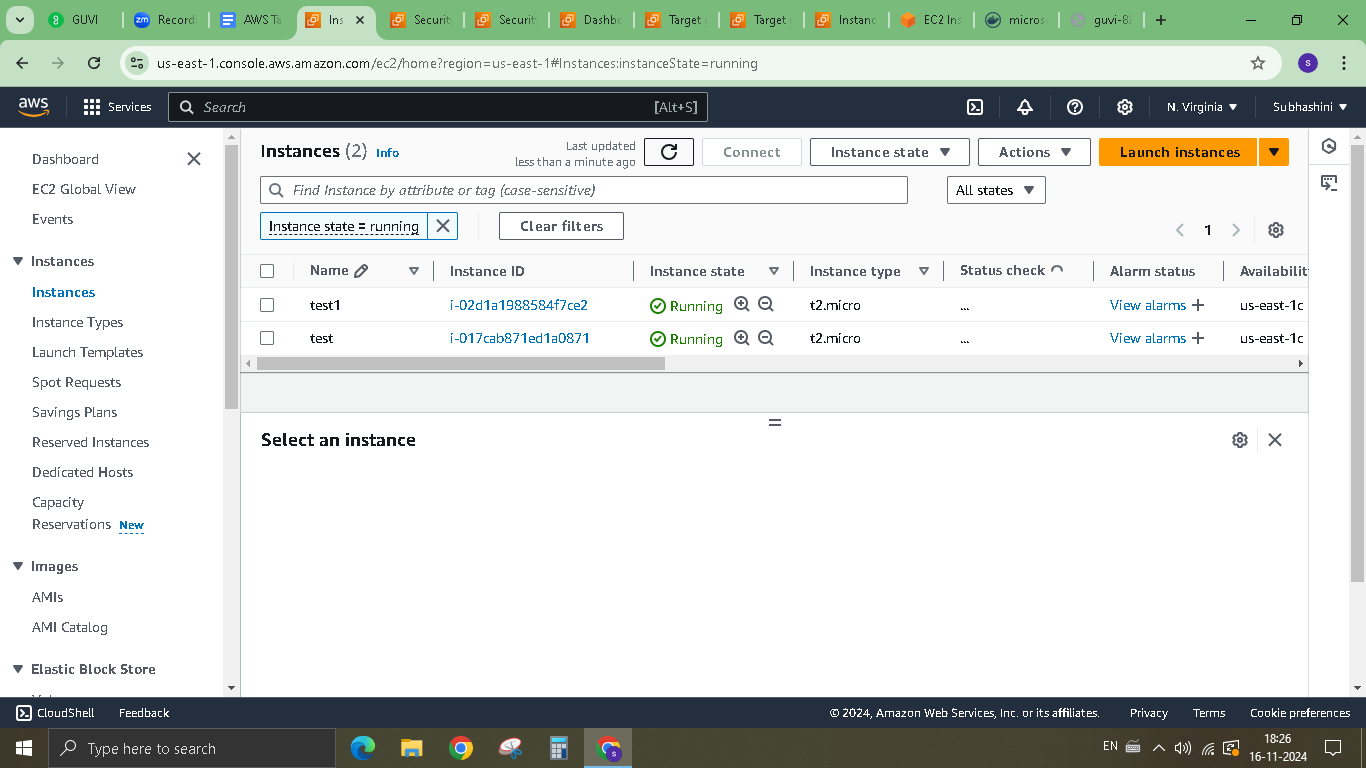 GUVI
Record
AWS Ta
Ins
Securit
Securit
Dashbo
Target
Target
Instanc
EC2 Ins
micros
guvi-82
us-east-1.console.aws.amazon.com/ec2/home?region=us-east-1#Instances:instanceState=running
s
aws
Services
Search
[Alt+S]
N. Virginia
Subhashini
Dashboard
EC2 Global View
Events
Instances
Instances
Instance Types
Launch Templates
Spot Requests
Savings Plans
Reserved Instances
Dedicated Hosts
Capacity
Reservations New
Images
AMIs
AMI Catalog
Elastic Block Store
Instances (2) Info
Last updated
less than a minute ago
Connect
Instance state
Actions
Launch instances
Find Instance by attribute or tag (case-sensitive)
All states
Instance state = running
Clear filters
1
Name Instance ID Instance state Instance type Status check Alarm status Availabilit
test1 i-02d1a1988584f7ce2 Running t2.micro ... View alarms + us-east-1c
test i-017cab871ed1a0871 Running t2.micro ... View alarms + us-east-1c
Select an instance
CloudShell Feedback
© 2024, Amazon Web Services, Inc. or its affiliates. Privacy Terms Cookie preferences
Type here to search
EN
18:26
16-11-2024